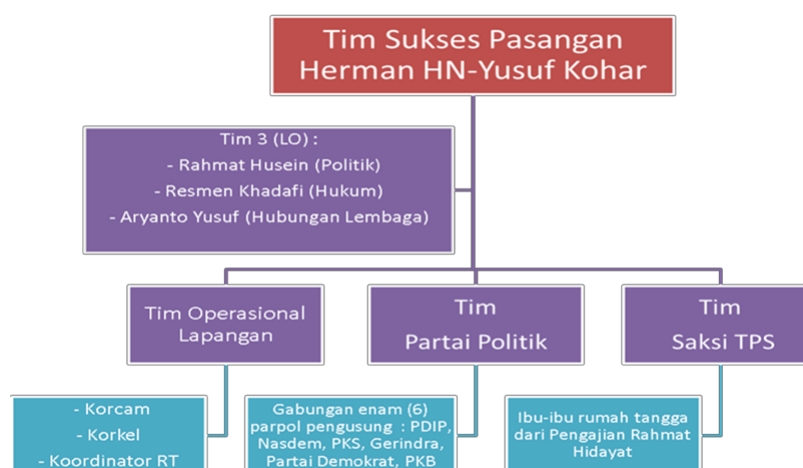 Tim Sukses Pasangan
Herman HN-Yusuf Kohar
Tim 3 (LO) :
- Rahmat Husein (Politik)
- Resmen Khadafi (Hukum)
- Aryanto Yusuf (Hubungan Lembaga)
Tim Operasional
Lapangan
Tim
Partai Politik
Tim
Saksi TPS
- Korcam
- Korkel
- Koordinator RT
Gabungan enam (6)
parpol pengusung : PDIP,
Nasdem, PKS, Gerindra,
Partai Demokrat, PKB
Ibu-ibu rumah tangga
dari Pengajian Rahmat
Hidayat